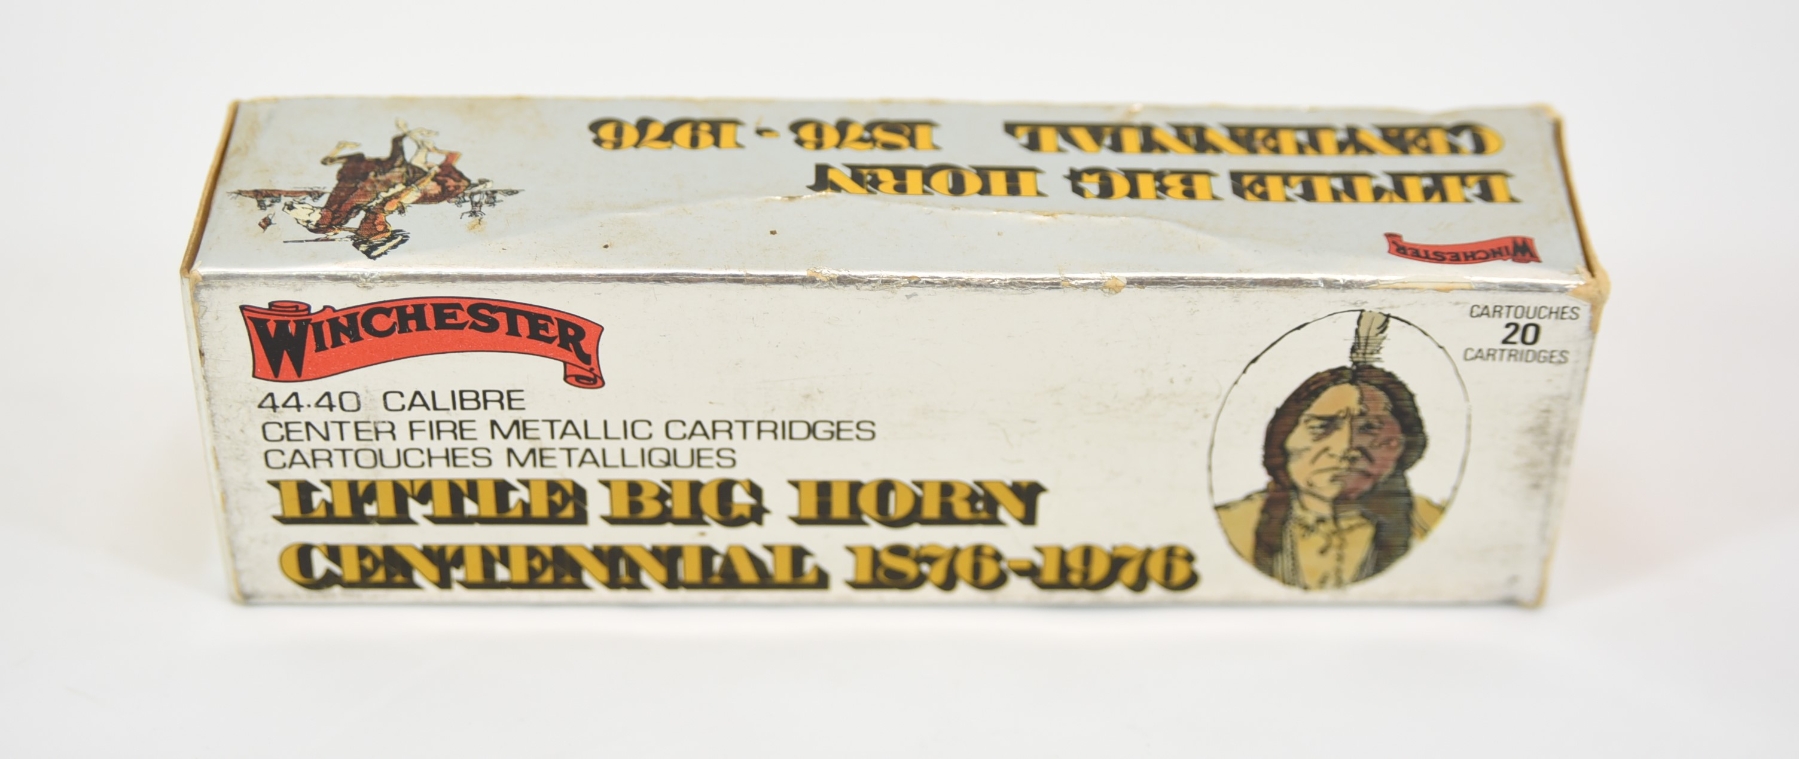 LITTLE BIG HORN
CENTENNIAL 1876-1976
WINCHESTER
WINCHESTER
44-40 CALIBRE
CENTER FIRE METALLIC CARTRIDGES
CARTOUCHES METALLIQUES
LITTLE BIG HORN
CENTENNIAL 1876-1976
CARTOUCHES
20
CARTRIDGES